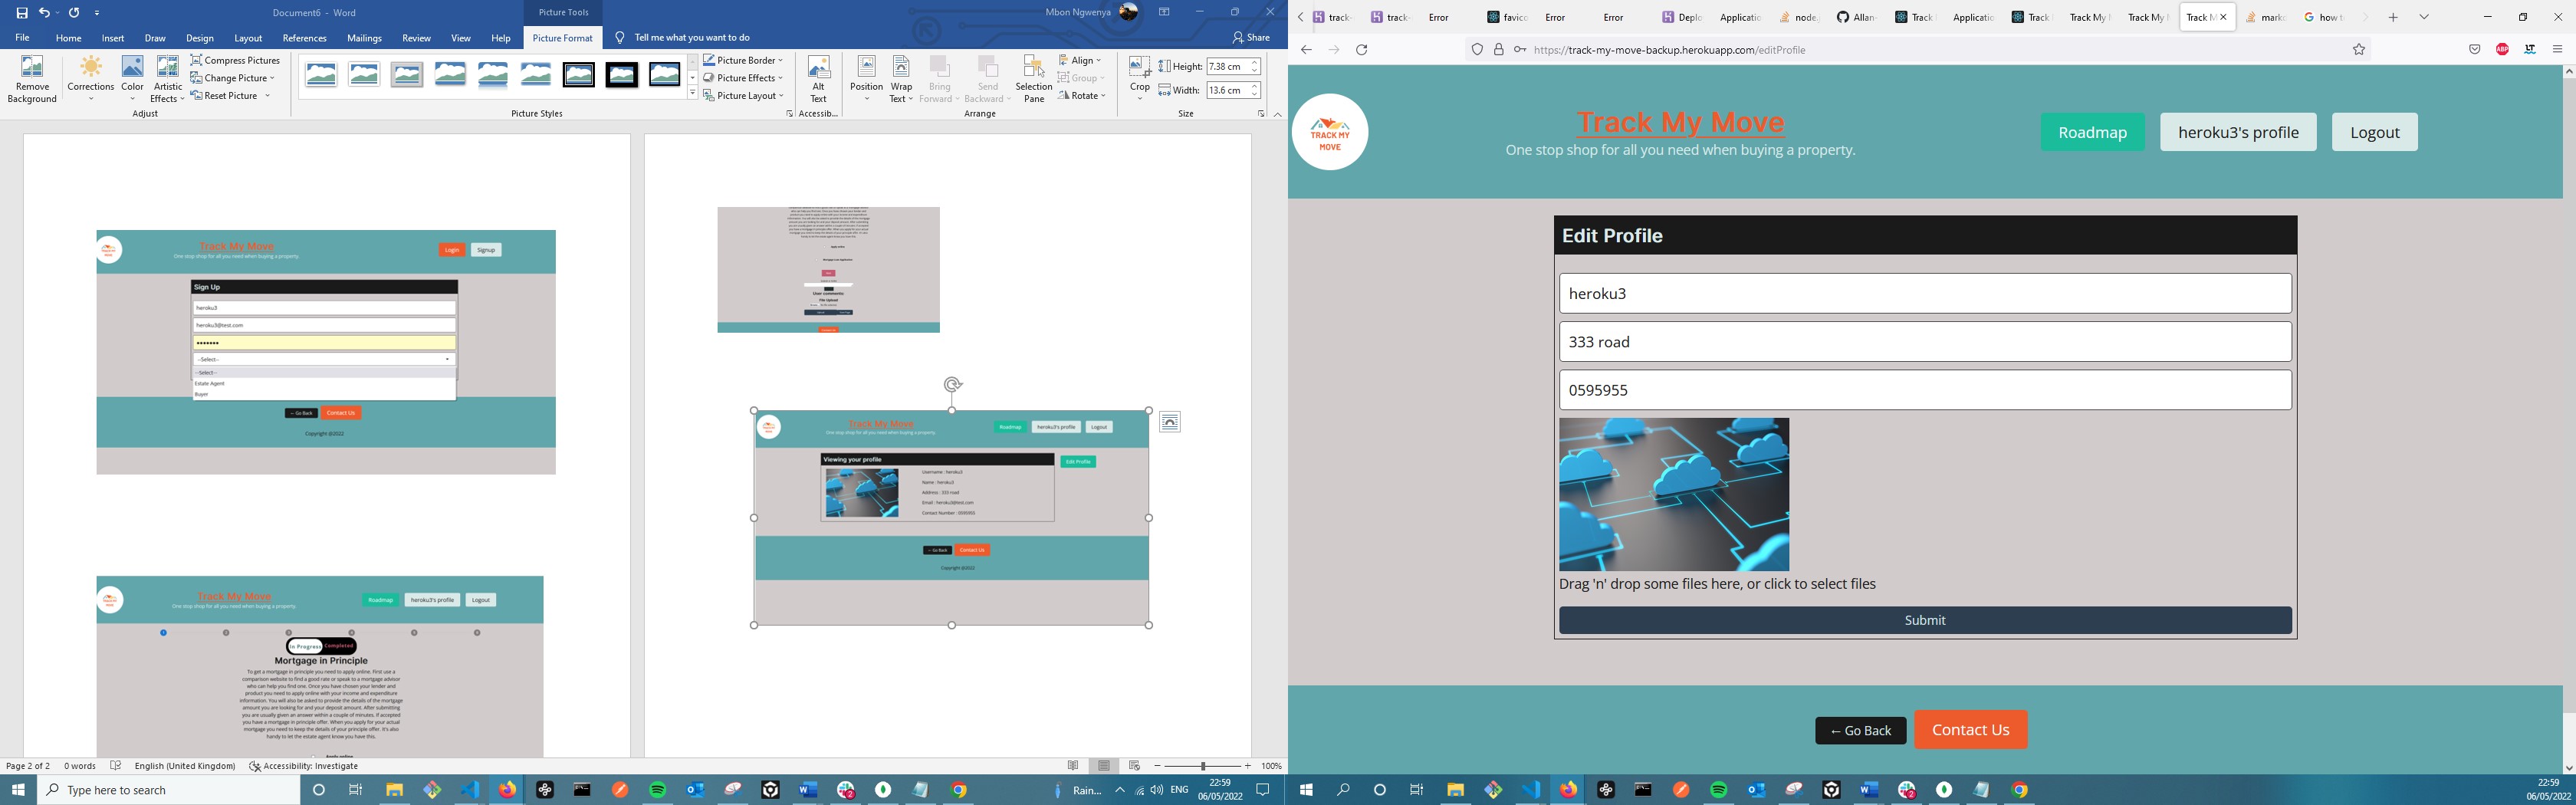 Document6 - Word
Picture Tools
Mbon Ngwenya
File Home Insert Draw Design Layout References Mailings Review View Help Picture Format Tell me what you want to do Share
Remove Background
Corrections
Color
Artistic Effects
Compress Pictures
Change Picture
Reset Picture
Adjust
Picture Styles
Picture Border
Picture Effects
Picture Layout
Alt Text
Accessib...
Position
Wrap Text
Bring Forward
Send Backward
Selection Pane
Align
Group
Rotate
Arrange
Crop
Height: 7.38 cm
Width: 13.6 cm
Size
Track My Move
One stop shop for all you need when buying a property.
Login
Signup
Sign Up
heroku3
heroku3@test.com
--Select--
--Select--
Estate Agent
Buyer
← Go Back
Contact Us
Copyright @2022
Track My Move
One stop shop for all you need when buying a property.
Roadmap
heroku3's profile
Logout
1 2 3 4 5 6
In Progress Completed
Mortgage in Principle
To get a mortgage in principle you need to apply online. First use a
comparison website to find a good rate or speak to a mortgage advisor
who can help you find one. Once you have chosen your lender and
product you need to apply online with your income and expenditure
information. You will also be asked to provide the details of the mortgage
amount you are looking for and your deposit amount. After submitting
you are usually given an answer within a couple of minutes. If accepted
you have a mortgage in principle offer. When you apply for your actual
mortgage you need to keep the details of your principle offer. It's also
handy to let the estate agent know you have this.
User comments:
File Upload
Contact Us
Track My Move
One stop shop for all you need when buying a property.
Roadmap
heroku3's profile
Logout
Viewing your profile
Edit Profile
Username : heroku3
Name : heroku3
Address : 333 road
Email : heroku3@test.com
Contact Number : 0595955
← Go Back
Contact Us
Copyright @2022
Page 2 of 2 0 words English (United Kingdom) Accessibility: Investigate 100%
Type here to search
Rain...
ENG
22:59
06/05/2022
track- track- Error favico Error Error Deplo Applicatio node. Allan- Track Applicatio Track Track My Track My Track M marko how t
https://track-my-move-backup.herokuapp.com/editProfile
TRACK MY
MOVE
Track My Move
One stop shop for all you need when buying a property.
Roadmap
heroku3's profile
Logout
Edit Profile
heroku3
333 road
0595955
Drag 'n' drop some files here, or click to select files
Submit
← Go Back
Contact Us
22:59
06/05/2022